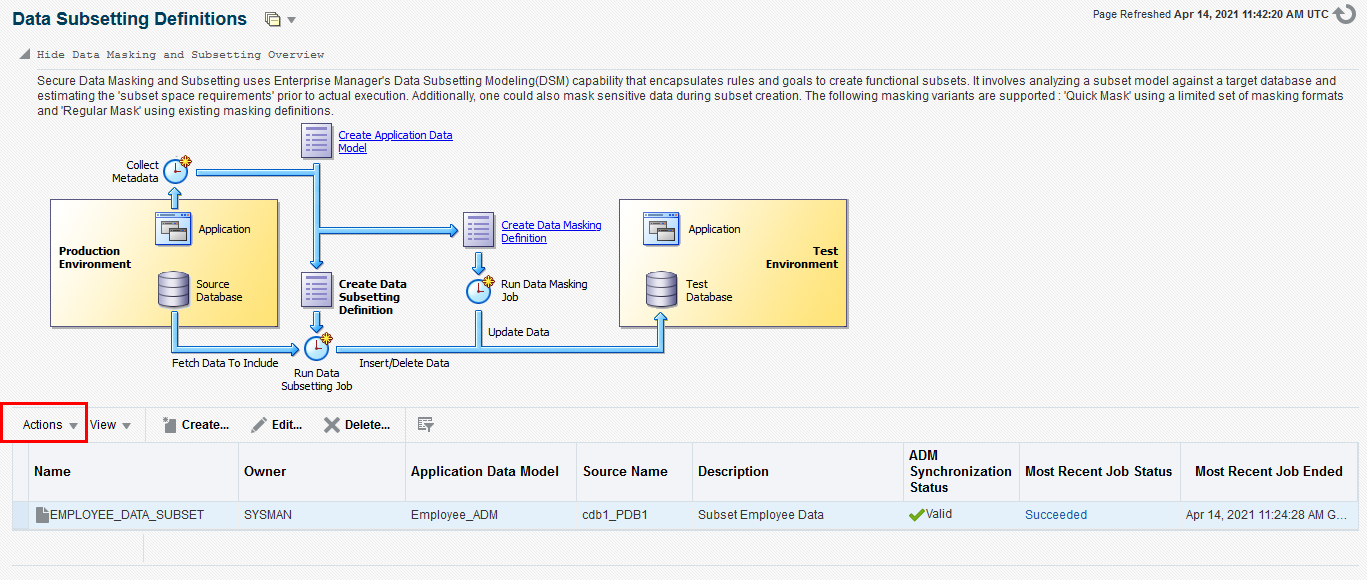 Data Subsetting Definitions
Page Refreshed Apr 14, 2021 11:42:20 AM UTC
Hide Data Masking and Subsetting Overview
Secure Data Masking and Subsetting uses Enterprise Manager's Data Subsetting Modeling(DSM) capability that encapsulates rules and goals to create functional subsets. It involves analyzing a subset model against a target database and
estimating the 'subset space requirements' prior to actual execution. Additionally, one could also mask sensitive data during subset creation. The following masking variants are supported : 'Quick Mask' using a limited set of masking formats
and 'Regular Mask' using existing masking definitions.
Create Application Data
Model
Collect
Metadata
Production
Environment
Application
Source
Database
Create Data Masking
Definition
Create Data
Subsetting
Definition
Run Data Masking
Job
Application
Test
Environment
Test
Database
Update Data
Fetch Data To Include
Insert/Delete Data
Run Data
Subsetting Job
Actions View Create... Edit... Delete...
Name Owner Application Data Model Source Name Description ADM
Synchronization
Status Most Recent Job Status Most Recent Job Ended
EMPLOYEE_DATA_SUBSET SYSMAN Employee_ADM cdb1_PDB1 Subset Employee Data Valid Succeeded Apr 14, 2021 11:24:28 AM G...